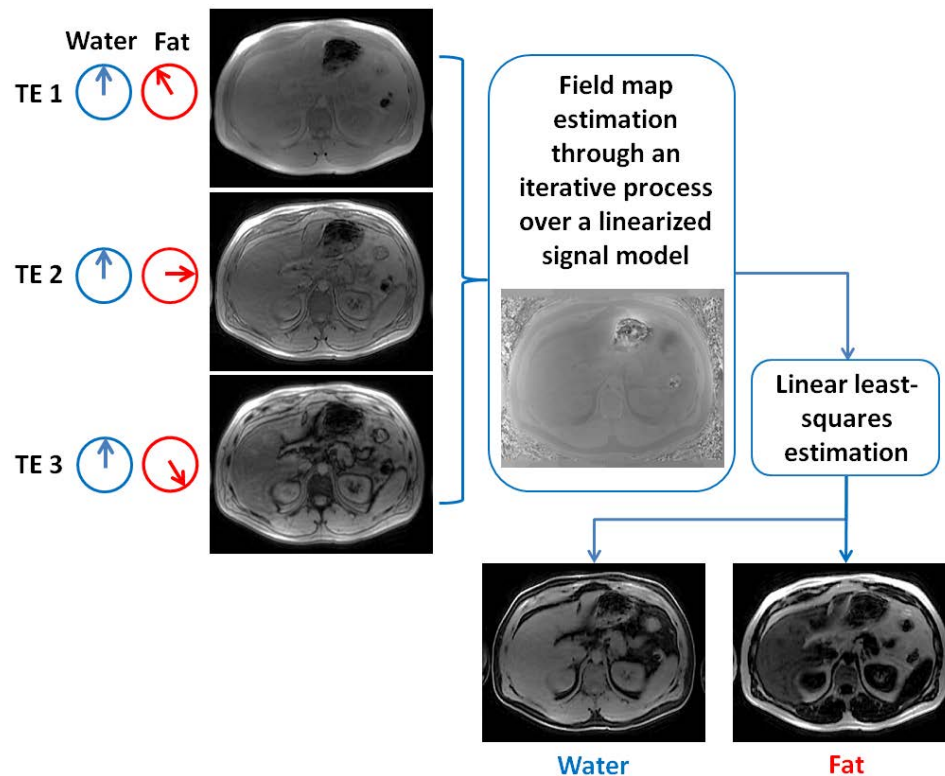 Water Fat
TE 1
TE 2
TE 3
Field map
estimation
through an
iterative process
over a linearized
signal model
Linear least-
squares
estimation
Water
Fat